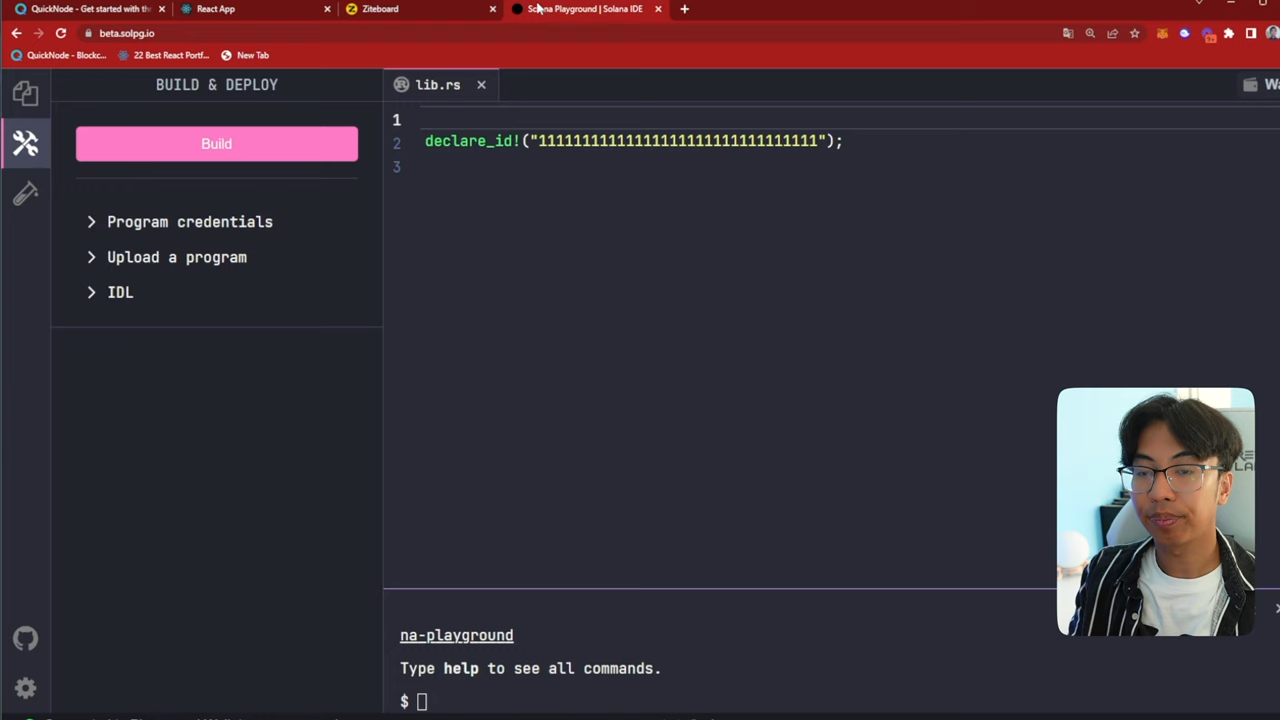 QuickNode - Get started with th
React App
Ziteboard
Solana Playground | Solana IDE
beta.solpg.io
QuickNode - Blockc...
22 Best React Portf...
New Tab
BUILD & DEPLOY
lib.rs
Wa
Build
1
2 declare_id!("11111111111111111111111111111111");
3
Program credentials
Upload a program
IDL
na-playground
Type help to see all commands.
$